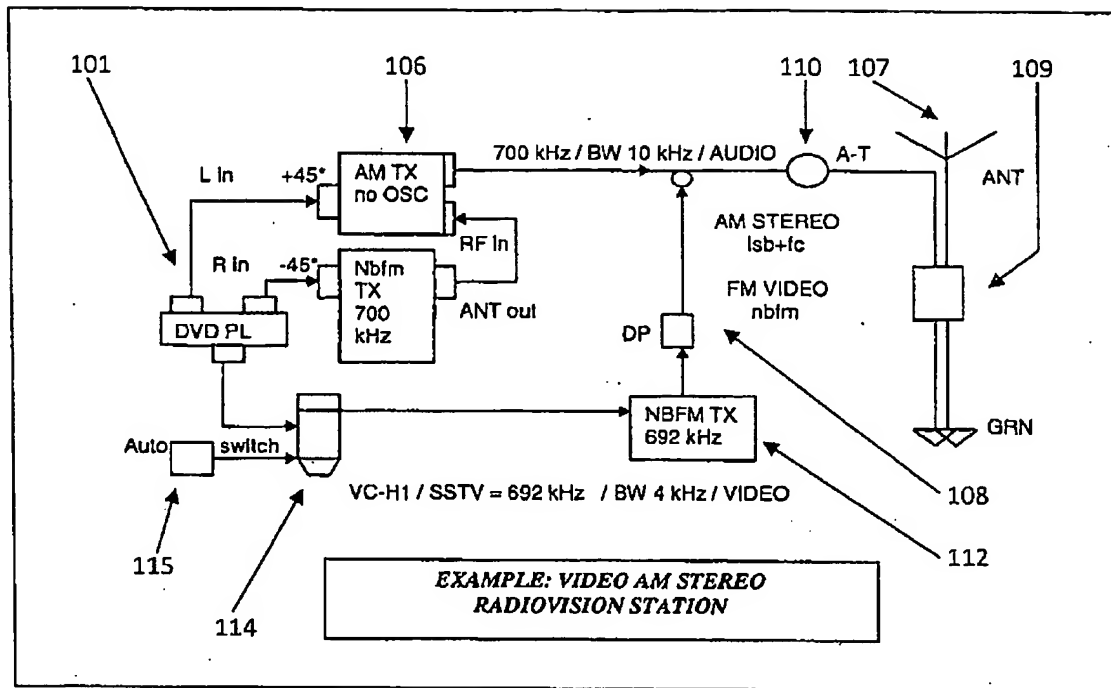 101
106
110
107
109
L in
+45°
AM TX
no OSC
700 kHz / BW 10 kHz / AUDIO
A-T
ANT
RF in
R in
-45°
Nbfm
TX
700
kHz
ANT out
AM STEREO
lsb+fc
FM VIDEO
nbfm
DVD PL
DP
NBFM TX
692 kHz
GRN
Auto
switch
VC-H1 / SSTV = 692 kHz / BW 4 kHz / VIDEO
108
112
115
114
EXAMPLE: VIDEO AM STEREO
RADIOVISION STATION